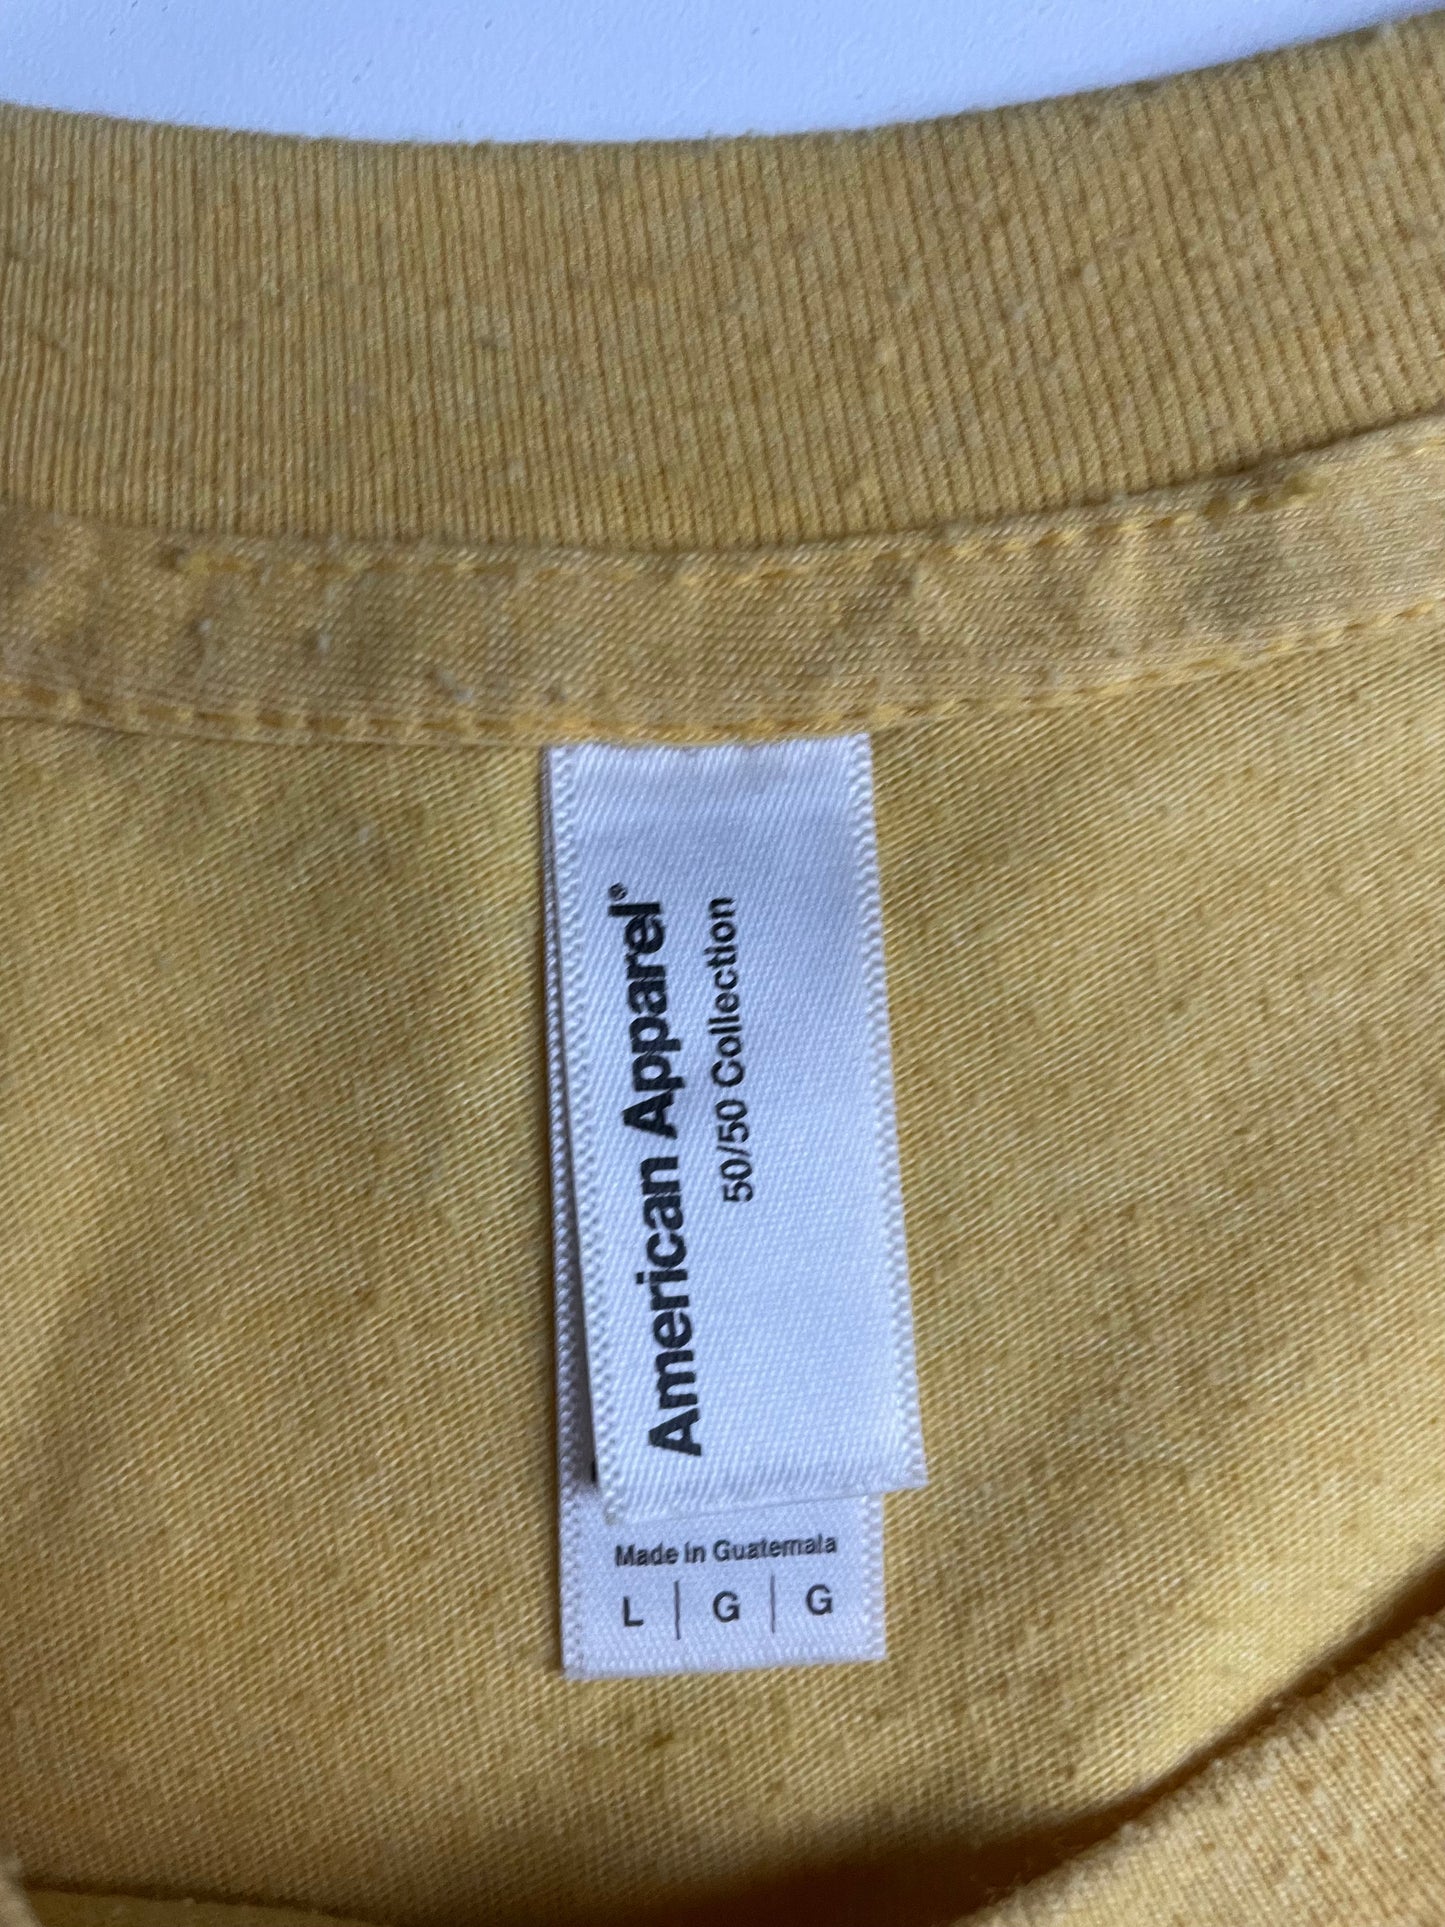 American Apparel®
50/50 Collection
Made in Guatemala
L | G | G